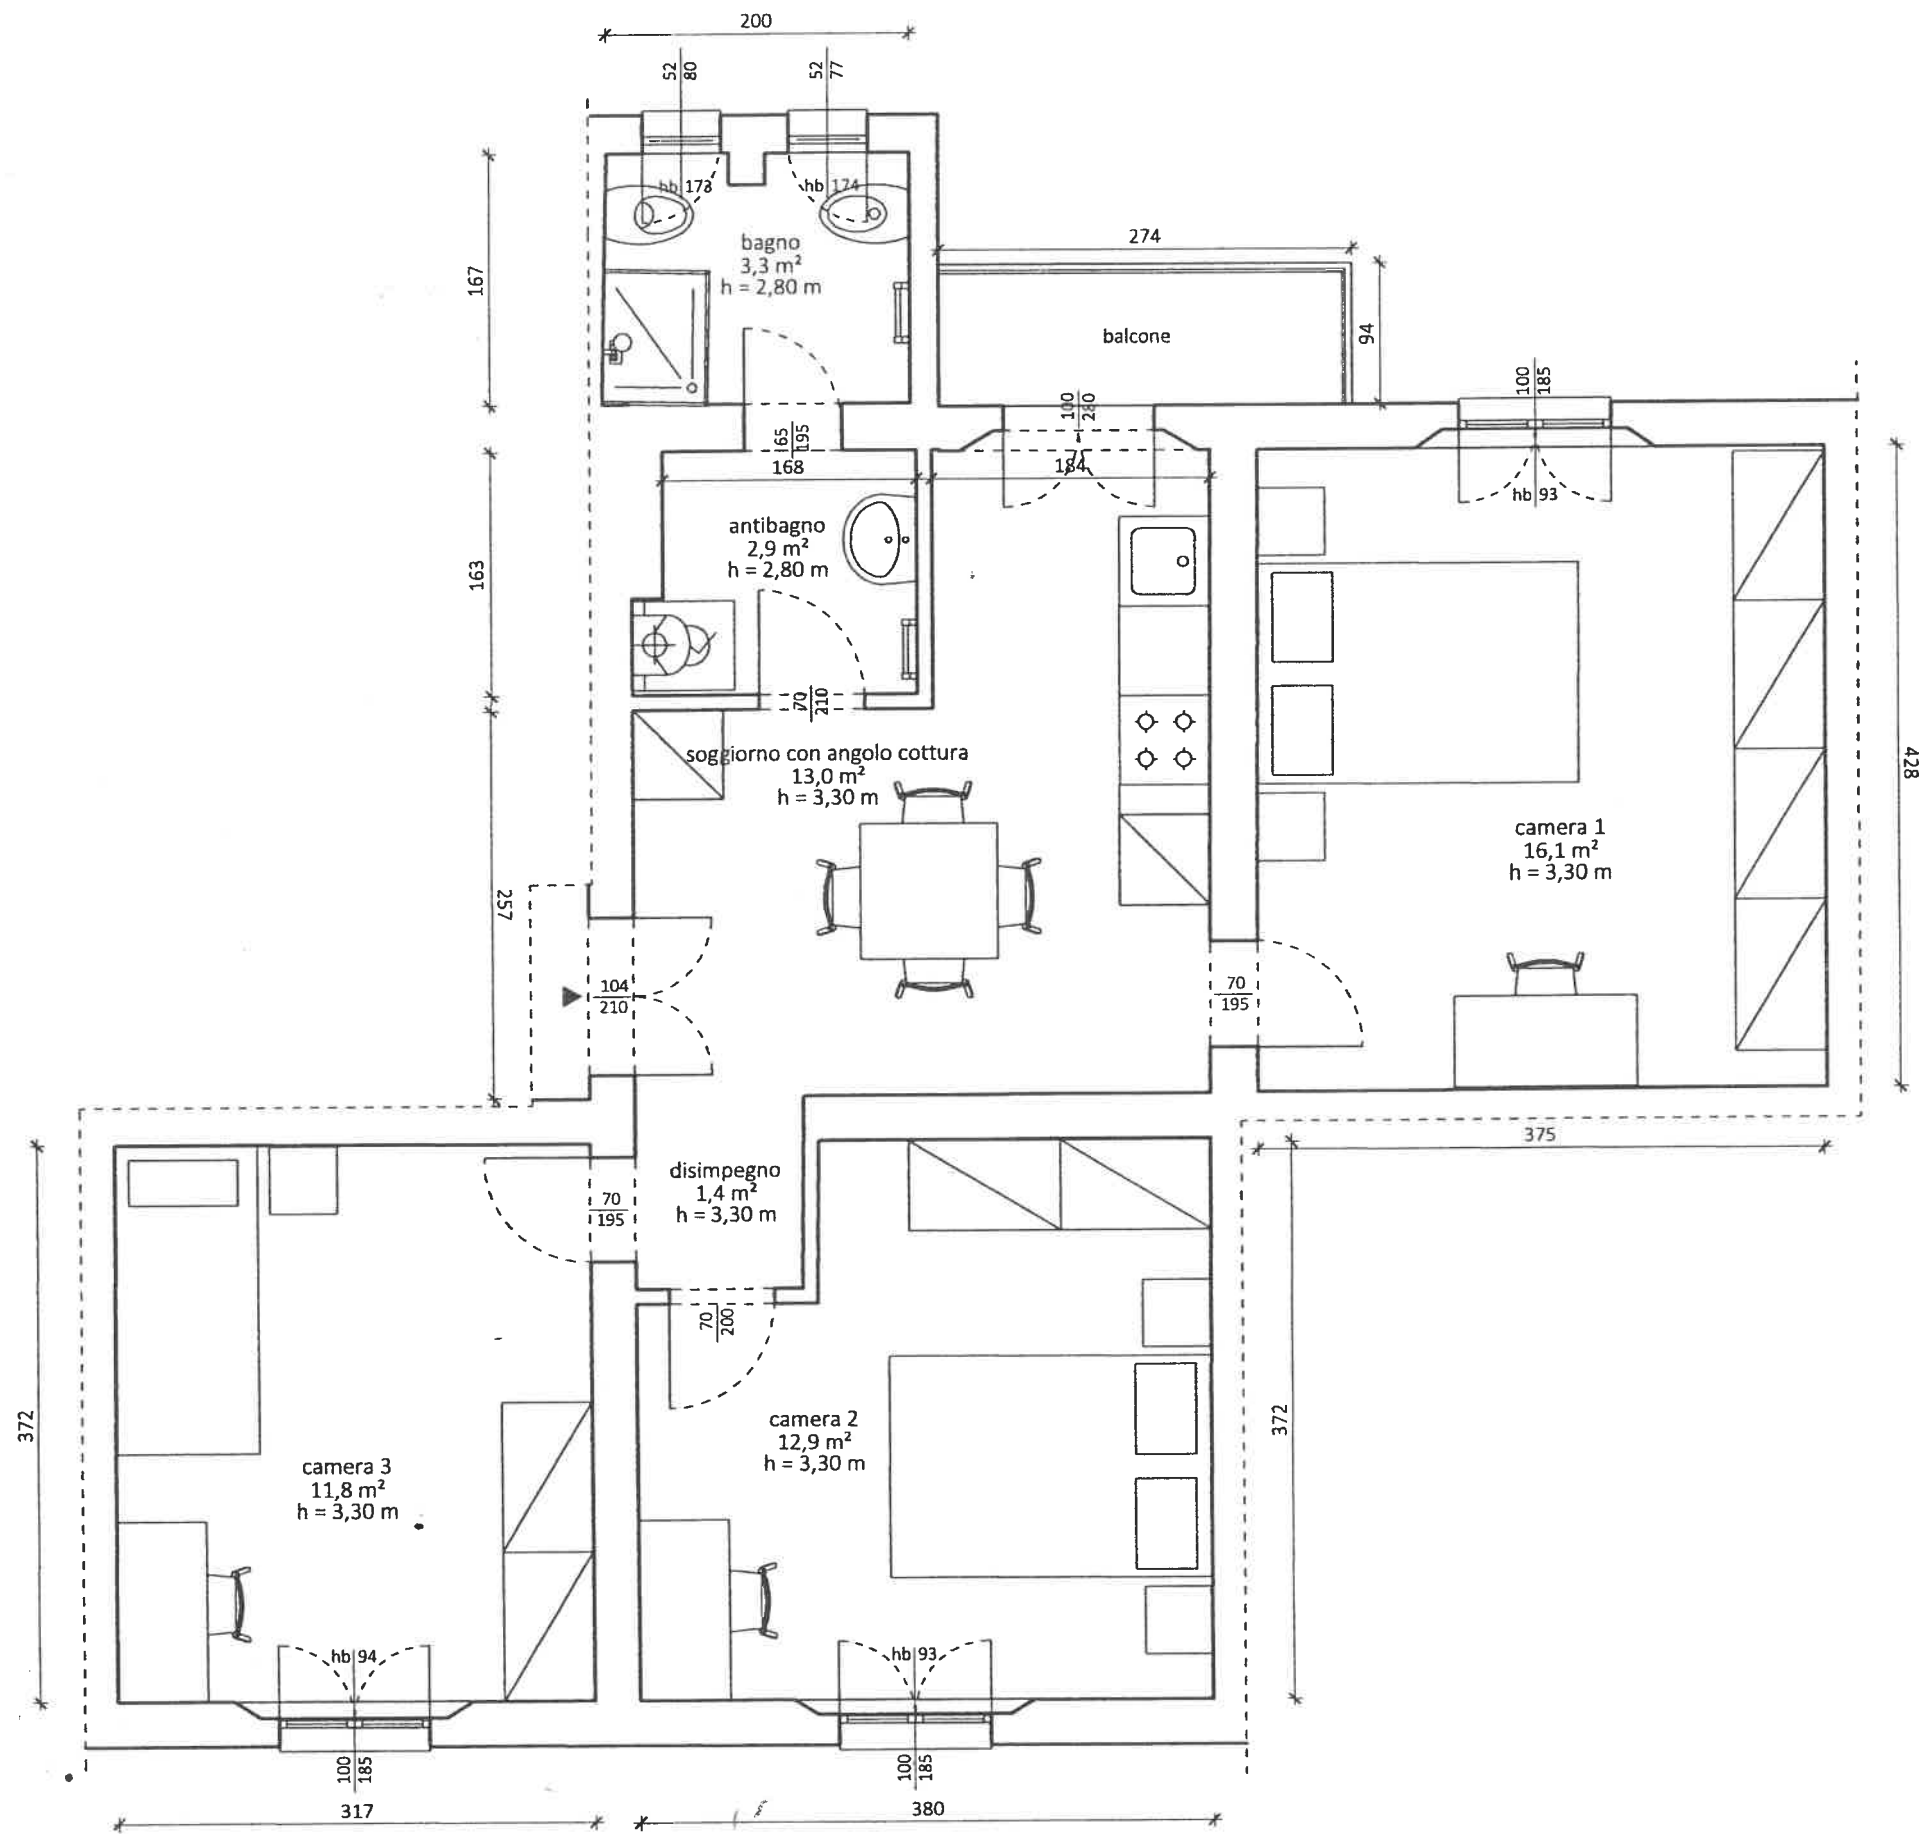 200
52
80
52
77
hb 173
hb 174
bagno
3,3 m²
h = 2,80 m
167
274
94
balcone
100
280
100
185
65
195
168
184
hb 93
antibagno
2,9 m²
h = 2,80 m
163
70
210
soggiorno con angolo cottura
13,0 m²
h = 3,30 m
428
camera 1
16,1 m²
h = 3,30 m
257
104
210
70
195
375
disimpegno
1,4 m²
h = 3,30 m
70
195
70
200
372
372
camera 2
12,9 m²
h = 3,30 m
camera 3
11,8 m²
h = 3,30 m
hb 94
hb 93
100
185
100
185
317
380